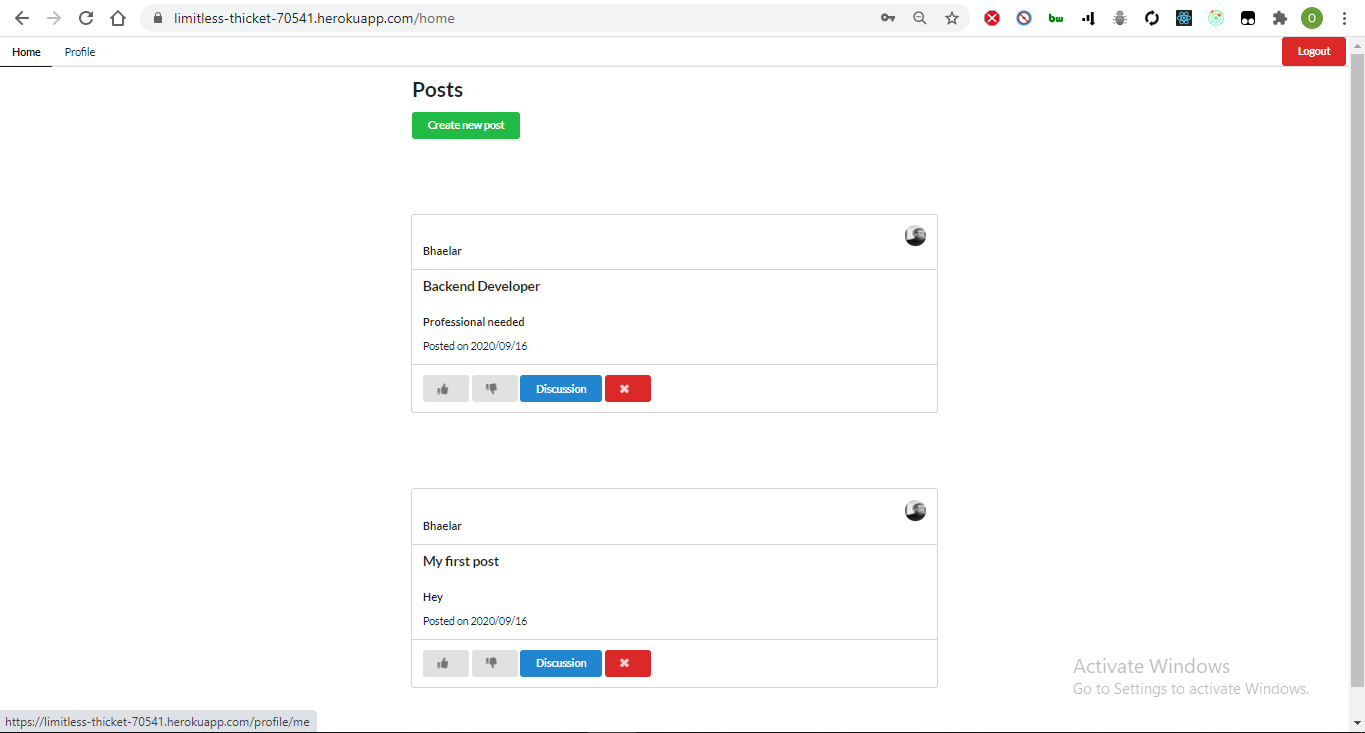 limitless-thicket-70541.herokuapp.com/home
bw
O
Home Profile Logout
Posts
Create new post
Bhaelar
Backend Developer
Professional needed
Posted on 2020/09/16
Discussion
Bhaelar
My first post
Hey
Posted on 2020/09/16
Discussion
Activate Windows
Go to Settings to activate Windows.
https://limitless-thicket-70541.herokuapp.com/profile/me